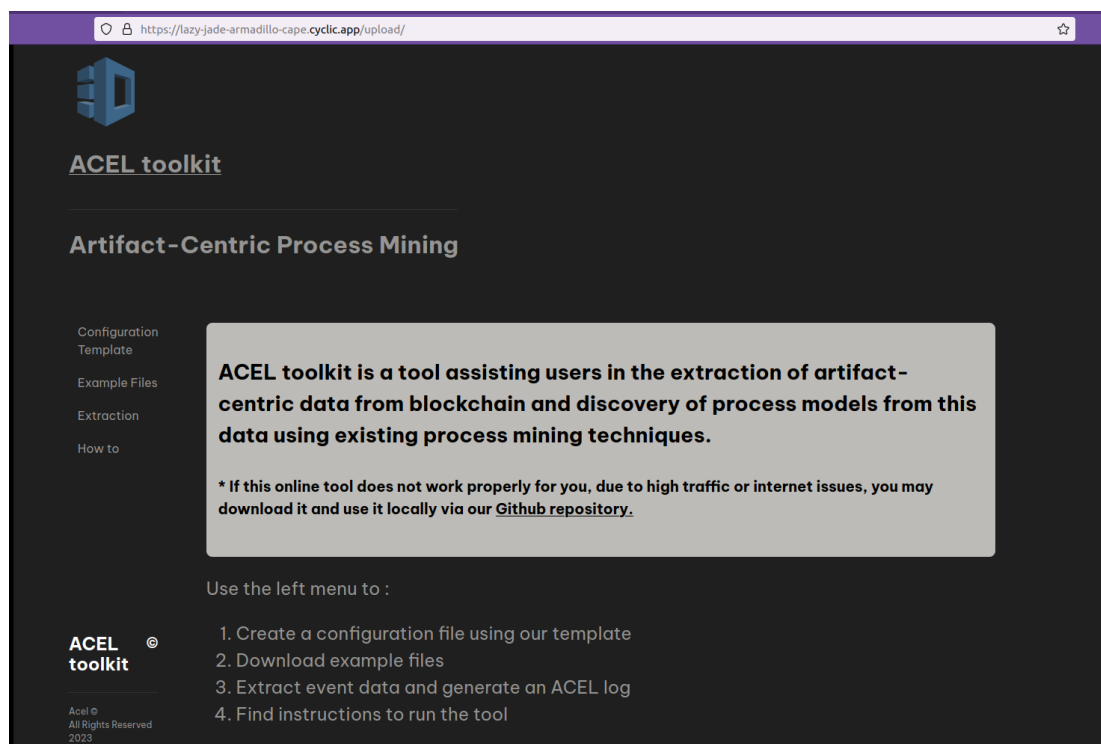 https://lazy-jade-armadillo-cape.cyclic.app/upload/
ACEL toolkit
Artifact-Centric Process Mining
Configuration
Template
Example Files
Extraction
How to
ACEL toolkit is a tool assisting users in the extraction of artifact-
centric data from blockchain and discovery of process models from this
data using existing process mining techniques.
* If this online tool does not work properly for you, due to high traffic or internet issues, you may
download it and use it locally via our Github repository.
Use the left menu to :
1. Create a configuration file using our template
2. Download example files
3. Extract event data and generate an ACEL log
4. Find instructions to run the tool
ACEL ©
toolkit
Acel ©
All Rights Reserved
2023